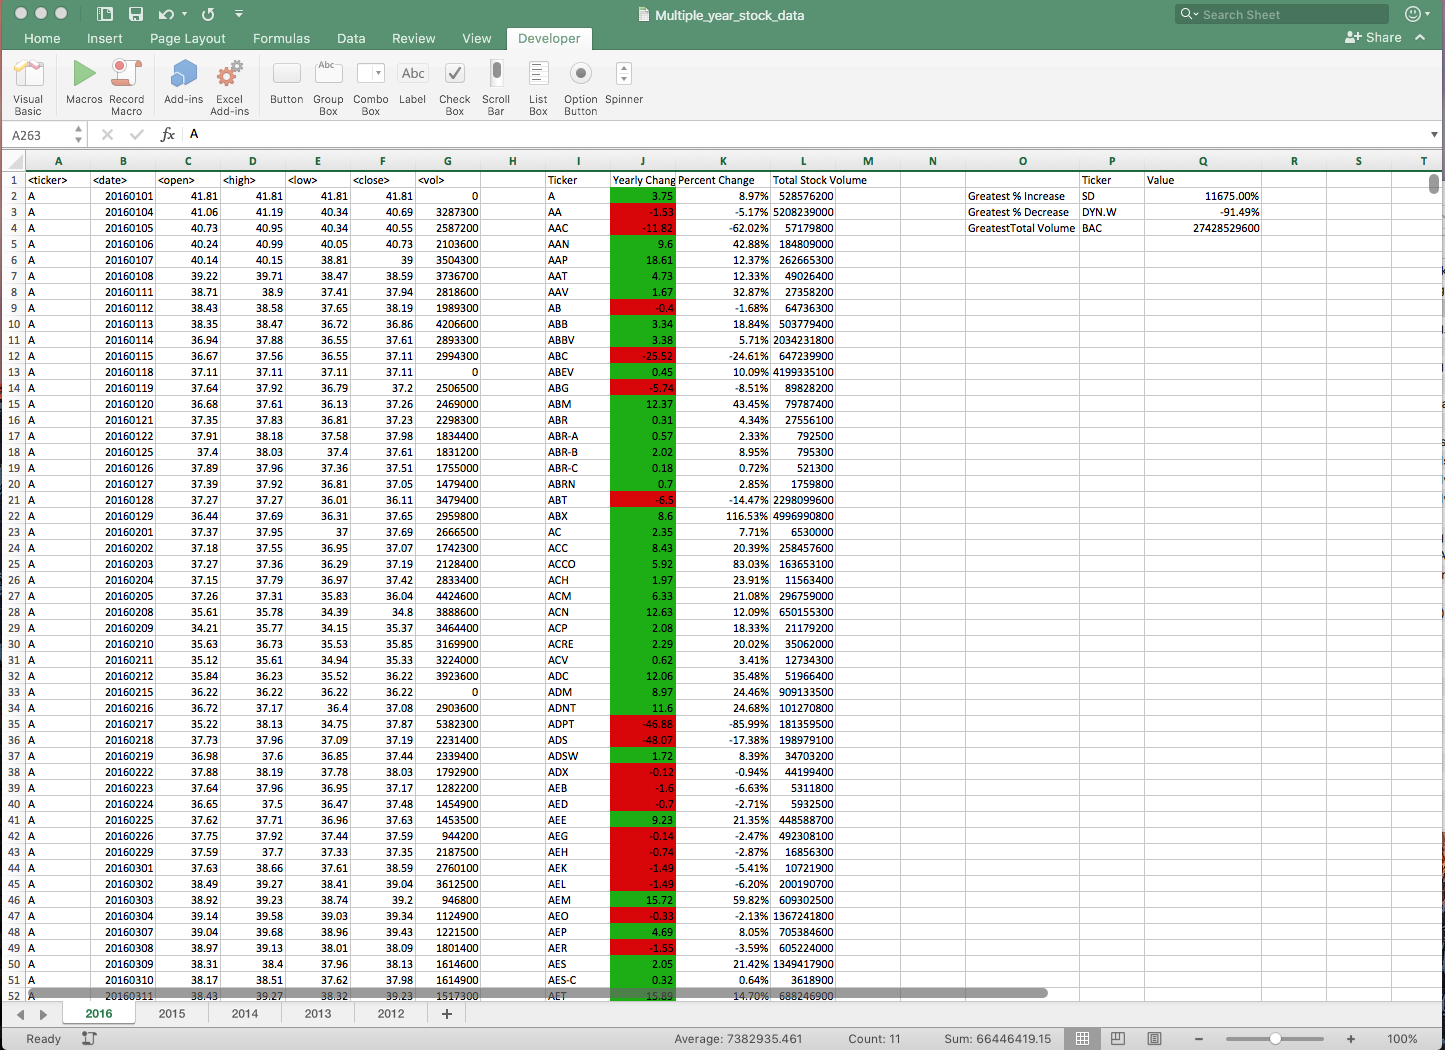 Multiple_year_stock_data
Search Sheet
Home Insert Page Layout Formulas Data Review View Developer
Share
Visual Basic Macros Record Macro Add-ins Excel Add-ins Button Group Box Combo Box Label Check Box Scroll Bar List Box Option Button Spinner
Abc Abc
A263 fx A
A B C D E F G H I J K L M N O P Q R S T
1 <ticker> <date> <open> <high> <low> <close> <vol> Ticker Yearly Chang Percent Change Total Stock Volume Ticker Value
2 A 20160101 41.81 41.81 41.81 41.81 0 A 3.75 8.97% 528576200 Greatest % Increase SD 11675.00%
3 A 20160104 41.06 41.19 40.34 40.69 3287300 AA -1.53 -5.17% 5208239000 Greatest % Decrease DYN.W -91.49%
4 A 20160105 40.73 40.95 40.34 40.55 2587200 AAC -11.82 -62.02% 57179800 GreatestTotal Volume BAC 27428529600
5 A 20160106 40.24 40.99 40.05 40.73 2103600 AAN 9.6 42.88% 184809000
6 A 20160107 40.14 40.15 38.81 39 3504300 AAP 18.61 12.37% 262665300
7 A 20160108 39.22 39.71 38.47 38.59 3736700 AAT 4.73 12.33% 49026400
8 A 20160111 38.71 38.9 37.41 37.94 2818600 AAV 1.67 32.87% 27358200
9 A 20160112 38.43 38.58 37.65 38.19 1989300 AB -0.4 -1.68% 64736300
10 A 20160113 38.35 38.47 36.72 36.86 4206600 ABB 3.34 18.84% 503779400
11 A 20160114 36.94 37.88 36.55 37.61 2893300 ABBV 3.38 5.71% 2034231800
12 A 20160115 36.67 37.56 36.55 37.11 2994300 ABC -25.52 -24.61% 647239900
13 A 20160118 37.11 37.11 37.11 37.11 0 ABEV 0.45 10.09% 4199335100
14 A 20160119 37.64 37.92 36.79 37.2 2506500 ABG -5.74 -8.51% 89828200
15 A 20160120 36.68 37.61 36.13 37.26 2469000 ABM 12.37 43.45% 79787400
16 A 20160121 37.35 37.83 36.81 37.23 2298300 ABR 0.31 4.34% 27556100
17 A 20160122 37.91 38.18 37.58 37.98 1834400 ABR-A 0.57 2.33% 792500
18 A 20160125 37.4 38.03 37.4 37.61 1831200 ABR-B 2.02 8.95% 795300
19 A 20160126 37.89 37.96 37.36 37.51 1755000 ABR-C 0.18 0.72% 521300
20 A 20160127 37.39 37.92 36.81 37.05 1479400 ABRN 0.7 2.85% 1759800
21 A 20160128 37.27 37.27 36.01 36.11 3479400 ABT -6.5 -14.47% 2298099600
22 A 20160129 36.44 37.69 36.31 37.65 2959800 ABX 8.6 116.53% 4996990800
23 A 20160201 37.37 37.95 37 37.69 2666500 AC 2.35 7.71% 6530000
24 A 20160202 37.18 37.55 36.95 37.07 1742300 ACC 8.43 20.39% 258457600
25 A 20160203 37.27 37.36 36.29 37.19 2128400 ACCO 5.92 83.03% 163653100
26 A 20160204 37.15 37.79 36.97 37.42 2833400 ACH 1.97 23.91% 11563400
27 A 20160205 37.26 37.31 35.83 36.04 4424600 ACM 6.33 21.08% 296759000
28 A 20160208 35.61 35.78 34.39 34.8 3888600 ACN 12.63 12.09% 650155300
29 A 20160209 34.21 35.77 34.15 35.37 3464400 ACP 2.08 18.33% 21179200
30 A 20160210 35.63 36.73 35.53 35.85 3169900 ACRE 2.29 20.02% 35062000
31 A 20160211 35.12 35.61 34.94 35.33 3224000 ACV 0.62 3.41% 12734300
32 A 20160212 35.84 36.23 35.52 36.22 3923600 ADC 12.06 35.48% 51966400
33 A 20160215 36.22 36.22 36.22 36.22 0 ADM 8.97 24.46% 909133500
34 A 20160216 36.72 37.17 36.4 37.08 2903600 ADNT 11.6 24.68% 101270800
35 A 20160217 35.22 38.13 34.75 37.87 5382300 ADPT -46.88 -85.99% 181359500
36 A 20160218 37.73 37.96 37.09 37.19 2231400 ADS -48.07 -17.38% 198979100
37 A 20160219 36.98 37.6 36.85 37.44 2339400 ADSW 1.72 8.39% 34703200
38 A 20160222 37.88 38.19 37.78 38.03 1792900 ADX -0.12 -0.94% 44199400
39 A 20160223 37.64 37.96 36.95 37.17 1282200 AEB -1.6 -6.63% 5311800
40 A 20160224 36.65 37.5 36.47 37.48 1454900 AED -0.7 -2.71% 5932500
41 A 20160225 37.62 37.71 36.96 37.63 1453500 AEE 9.23 21.35% 448588700
42 A 20160226 37.75 37.92 37.44 37.59 944200 AEG -0.14 -2.47% 492308100
43 A 20160229 37.59 37.7 37.33 37.35 2187500 AEH -0.74 -2.87% 16856300
44 A 20160301 37.63 38.66 37.61 38.59 2760100 AEK -1.49 -5.41% 10721900
45 A 20160302 38.49 39.27 38.41 39.04 3612500 AEL -1.49 -6.20% 200190700
46 A 20160303 38.92 39.23 38.74 39.2 946800 AEM 15.72 59.82% 609302500
47 A 20160304 39.14 39.58 39.03 39.34 1124900 AEO -0.33 -2.13% 1367241800
48 A 20160307 39.04 39.68 38.96 39.43 1221500 AEP 4.69 8.05% 705384600
49 A 20160308 38.97 39.13 38.01 38.09 1801400 AER -1.55 -3.59% 605224000
50 A 20160309 38.31 38.4 37.96 38.13 1614600 AES 2.05 21.42% 1349417900
51 A 20160310 38.17 38.51 37.62 37.98 1614900 AES-C 0.32 0.64% 3618900
52 A 20160311 38.43 39.27 38.32 39.23 1517300 AET 15.89 14.70% 688246900
2016 2015 2014 2013 2012 +
Ready Average: 7382935.461 Count: 11 Sum: 66446419.15 100%